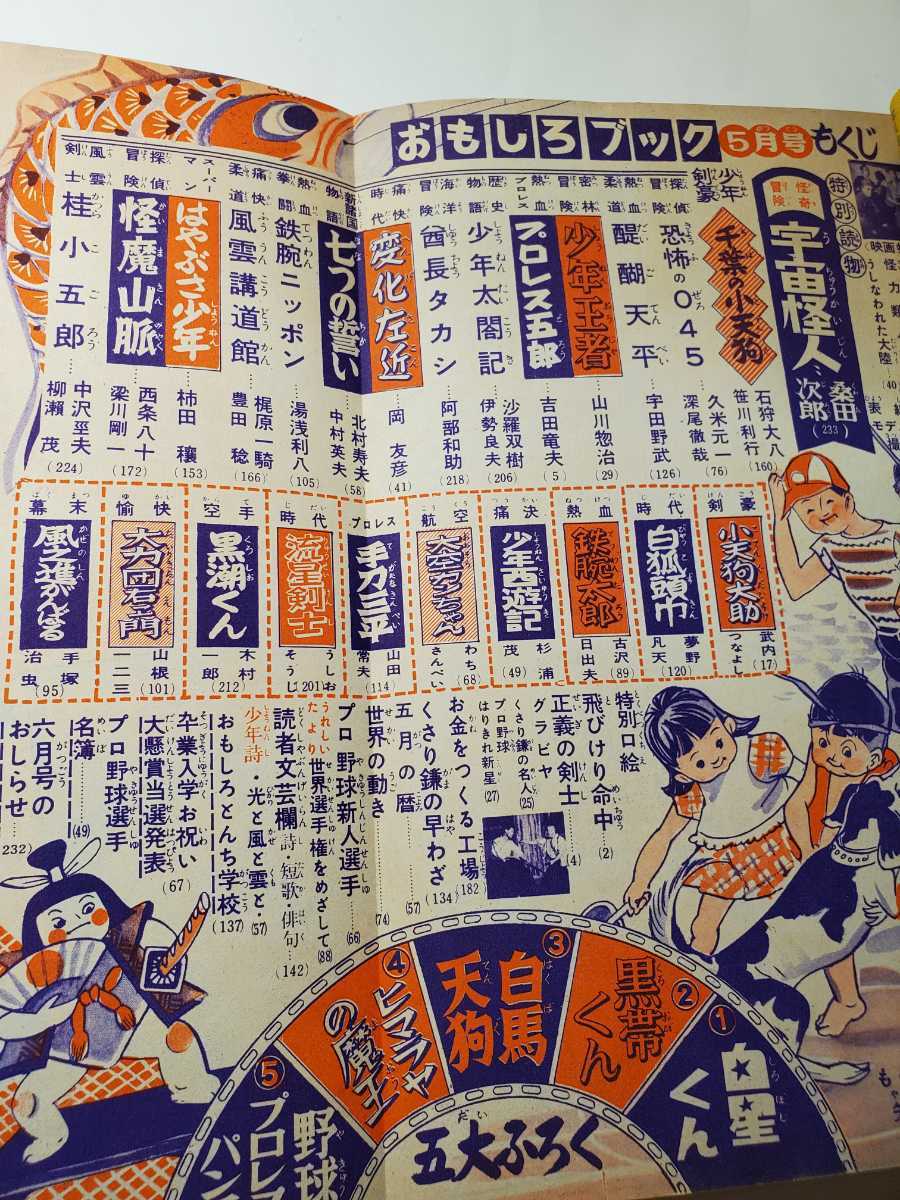 おもしろブック 5月号 もくじ
特別読物
怪奇冒険 宇宙怪人 桑田次郎 (233)
少年剣豪 千葉の小天狗 石狩大八 笹川利行 (160)
探偵冒険 恐怖の045 久米元一 深尾徹哉 (76)
熱血柔道 醍醐天平 宇田野武 (126)
密林冒険 少年王者 山川惣治 (29)
熱血プロレス プロレス五郎 吉田竜夫 (5)
歴史物語 少年太閤記 沙羅双樹 伊勢良夫 (206)
海洋冒険 酋長タカシ 阿部和助 (218)
痛快時代 変化左近 岡友彦 (41)
新諸国物語 七つの誓い 北村寿夫 中村英夫 (58)
熱血拳闘 鉄腕ニッポン 湯浅利八 (105)
痛快柔道 風雲講道館 梶原一騎 豊田稔 (166)
スーパーマン はやぶさ少年 柿田穣 (153)
探偵冒険 怪魔山脈 西条八十 梁川剛一 (172)
風雲剣士 桂小五郎 中沢巠夫 柳瀬茂 (224)
剣豪 小天狗大助 武内つなよし (17)
時代 白狐頭巾 夢野凡天 (120)
熱血 鉄腕太郎 古沢日出夫 (89)
痛決 少年西遊記 杉浦茂 (49)
航空 わちさんぺい (68)
プロレス 手刀三平 山田常夫 (114)
時代 流星剣士 うしおそうじ (201)
空手 黒潮くん 木村一郎 (212)
愉快 山根一二三 (101)
幕末 風之進がんばる 手塚治虫 (95)
特別口絵
飛びけり命中 (2)
正義の剣士 (4)
グラビヤ
くさり鎌の名人 (25)
プロ野球はりきれ新星 (27)
お金をつくる工場 182
くさり鎌の早わざ (134)
五月の暦 (57)
世界の動き (74)
プロ野球新人選手 (66)
うれしいたより 世界選手権をめざして (88)
読者文芸欄 詩・短歌・俳句 (142)
少年詩・光と風と雲と・ (57)
おもしろとんち学校 (137)
卒業入学お祝い
大懸賞当選発表 (67)
プロ野球選手
名簿 (49)
六月号の
おしらせ 232)
①白星くん
②黒帯くん
③白馬天狗
④ヒマラヤの魔王
⑤野球
プロレス
パン
五大ふろく